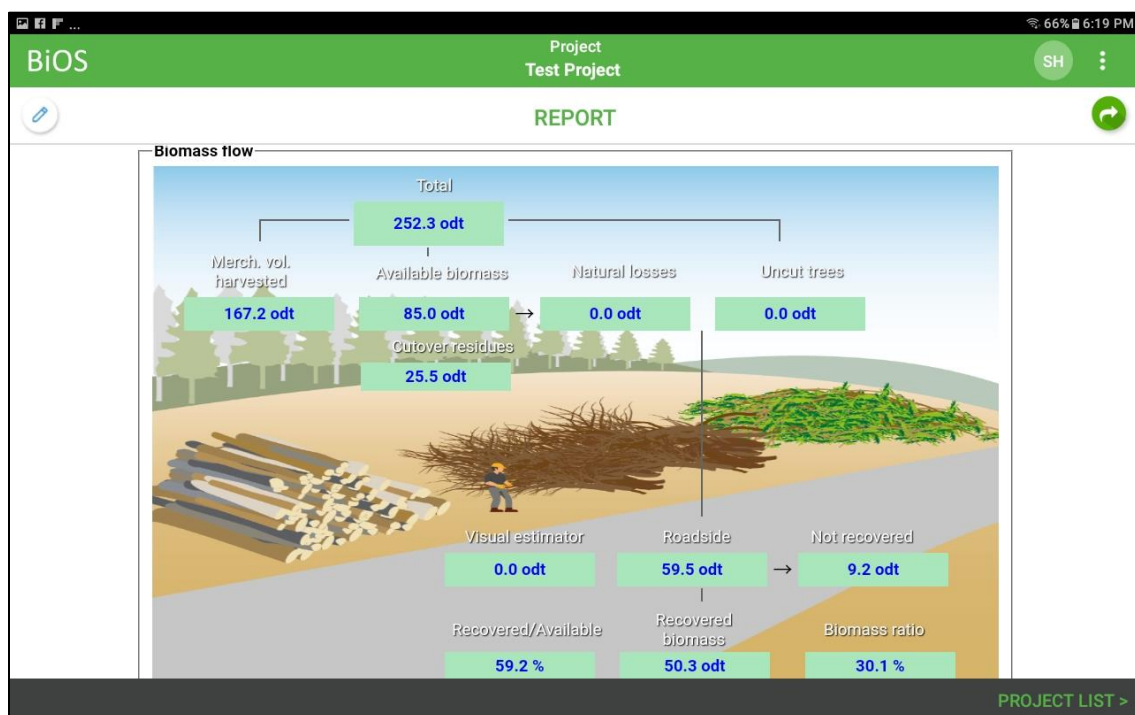 66% 6:19 PM
BiOS
Project
Test Project
SH
REPORT
Biomass flow
Total
252.3 odt
Merch. vol.
harvested
Available biomass
Natural losses
Uncut trees
167.2 odt
85.0 odt
→
0.0 odt
0.0 odt
Cutover residues
25.5 odt
Visual estimator
Roadside
Not recovered
0.0 odt
59.5 odt
→
9.2 odt
Recovered/Available
Recovered
biomass
Biomass ratio
59.2 %
50.3 odt
30.1 %
PROJECT LIST >